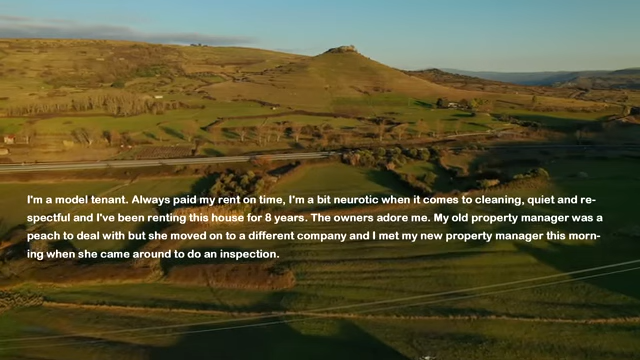 I'm a model tenant. Always paid my rent on time, I'm a bit neurotic when it comes to cleaning, quiet and re-
spectful and I've been renting this house for 8 years. The owners adore me. My old property manager was a
peach to deal with but she moved on to a different company and I met my new property manager this morn-
ing when she came around to do an inspection.